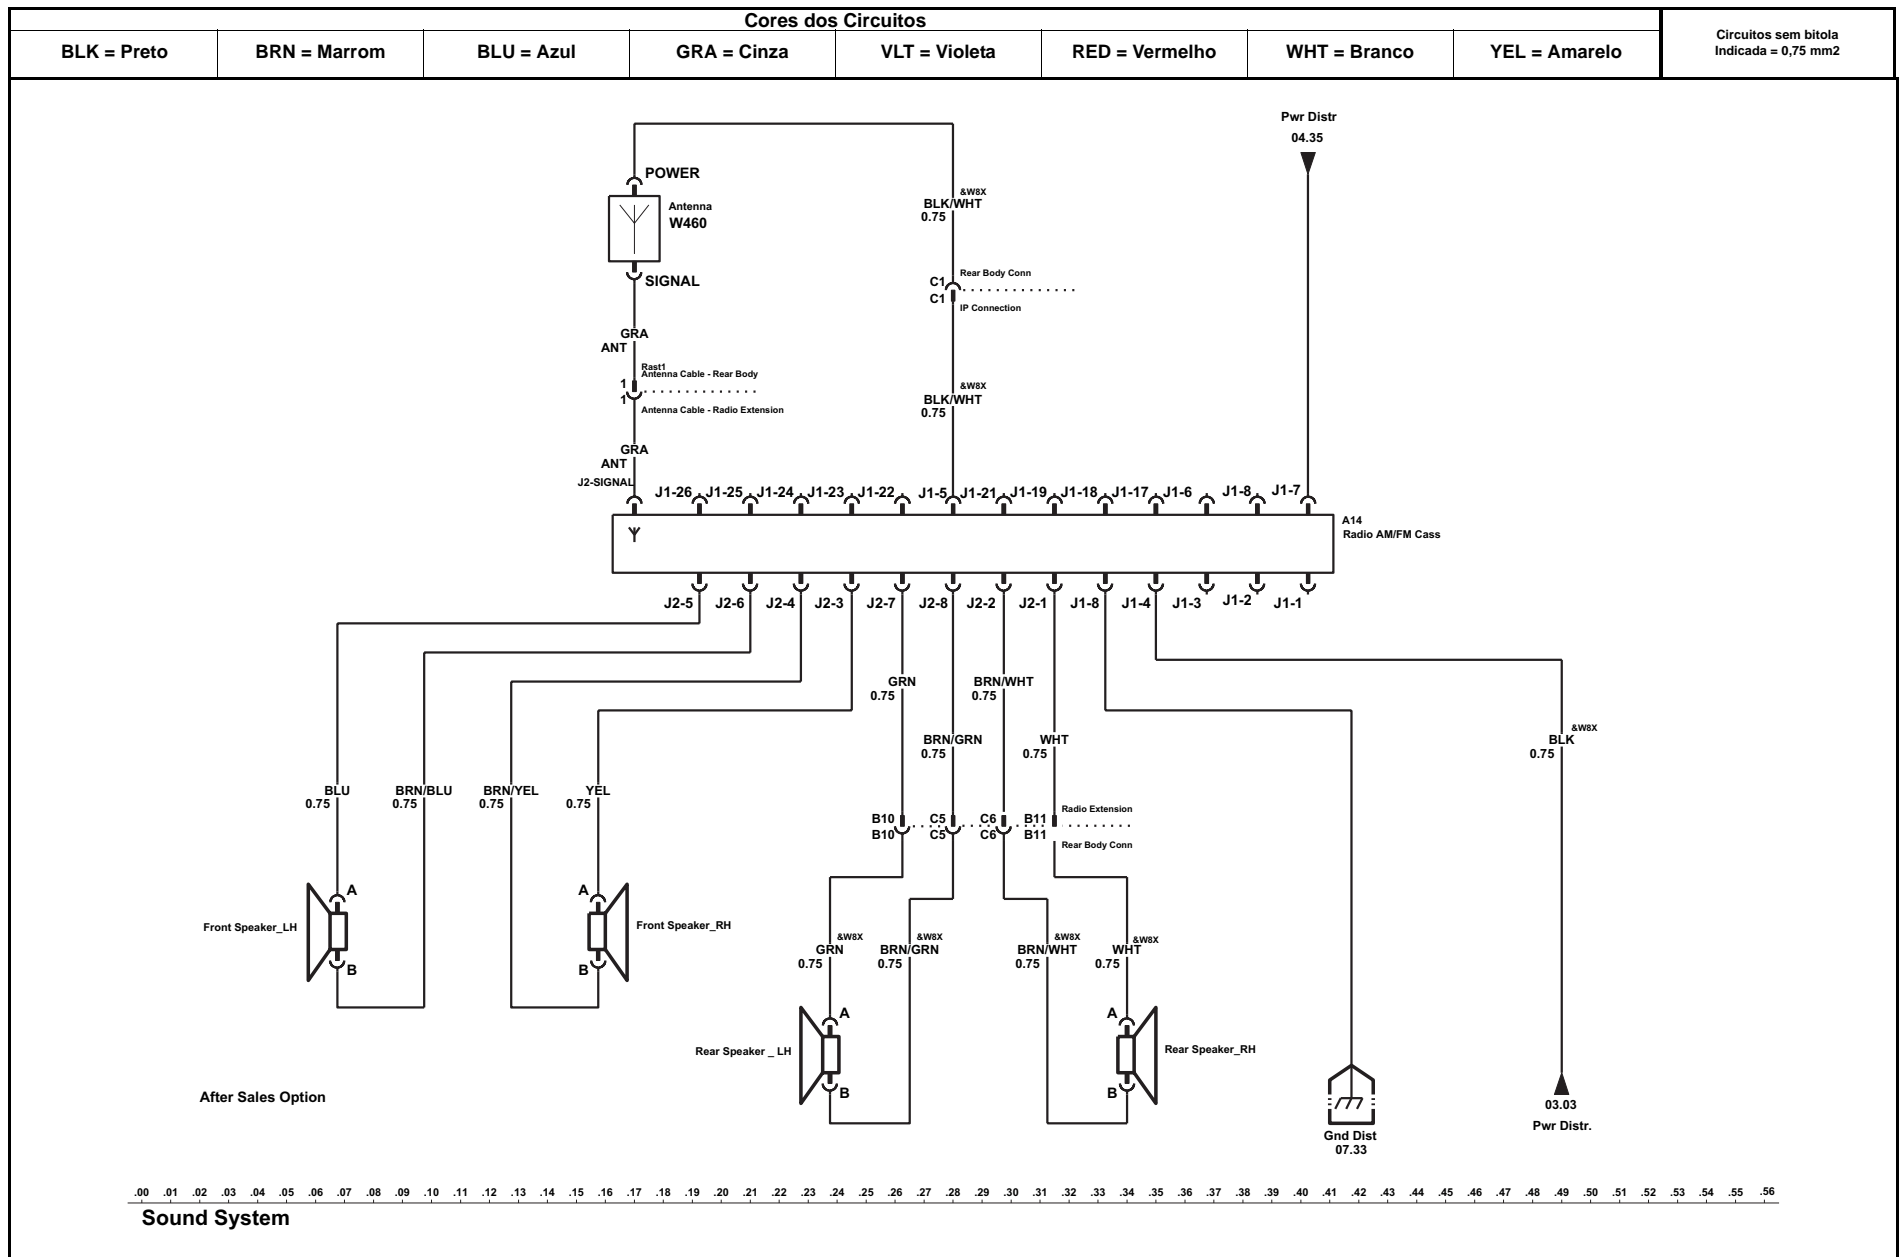 Cores dos Circuitos
BLK = Preto
BRN = Marrom
BLU = Azul
GRA = Cinza
VLT = Violeta
RED = Vermelho
WHT = Branco
YEL = Amarelo
Circuitos sem bitola
Indicada = 0,75 mm2
Pwr Distr
04.35
POWER
Antenna
W460
SIGNAL
&W8X
BLK/WHT
0.75
C1
Rear Body Conn
C1
IP Connection
GRA
ANT
Rast1
Antenna Cable - Rear Body
1
1
Antenna Cable - Radio Extension
&W8X
BLK/WHT
0.75
GRA
ANT
J2-SIGNAL
J1-26
J1-25
J1-24
J1-23
J1-22
J1-5
J1-21
J1-19
J1-18
J1-17
J1-6
J1-8
J1-7
A14
Radio AM/FM Cass
J2-5
J2-6
J2-4
J2-3
J2-7
J2-8
J2-2
J2-1
J1-8
J1-4
J1-3
J1-2
J1-1
GRN
0.75
BRN/WHT
0.75
BRN/GRN
0.75
WHT
0.75
&W8X
BLK
0.75
BLU
0.75
BRN/BLU
0.75
BRN/YEL
0.75
YEL
0.75
Radio Extension
B10
C5
C6
B11
B10
C5
C6
B11
Rear Body Conn
A
Front Speaker_LH
B
A
Front Speaker_RH
B
&W8X
GRN
0.75
&W8X
BRN/GRN
0.75
&W8X
BRN/WHT
0.75
&W8X
WHT
0.75
A
Rear Speaker _ LH
B
A
Rear Speaker_RH
B
After Sales Option
Gnd Dist
07.33
03.03
Pwr Distr.
.00 .01 .02 .03 .04 .05 .06 .07 .08 .09 .10 .11 .12 .13 .14 .15 .16 .17 .18 .19 .20 .21 .22 .23 .24 .25 .26 .27 .28 .29 .30 .31 .32 .33 .34 .35 .36 .37 .38 .39 .40 .41 .42 .43 .44 .45 .46 .47 .48 .49 .50 .51 .52 .53 .54 .55 .56
Sound System